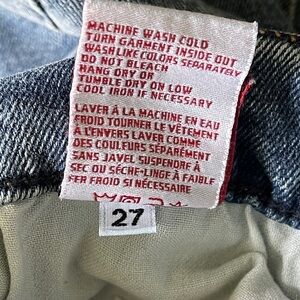 MACHINE WASH COLD
TURN GARMENT INSIDE OUT
WASH LIKE COLORS SEPARATELY
DO NOT BLEACH
HANG DRY OR
TUMBLE DRY ON LOW
COOL IRON IF NECESSARY
LAVER À LA MACHINE EN EAU
FROID TOURNER LE VÊTEMENT
À L'ENVERS LAVER COMME
DES COULEURS SÉPARÉMENT
SANS JAVEL SUSPENDRE À
SEC OU SÈCHE-LINGE À FAIBLE
FER FROID SI NÉCESSAIRE
27